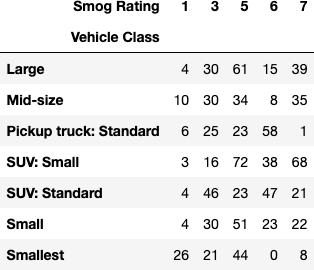 Smog Rating 1 3 5 6 7
Vehicle Class
Large 4 30 61 15 39
Mid-size 10 30 34 8 35
Pickup truck: Standard 6 25 23 58 1
SUV: Small 3 16 72 38 68
SUV: Standard 4 46 23 47 21
Small 4 30 51 23 22
Smallest 26 21 44 0 8